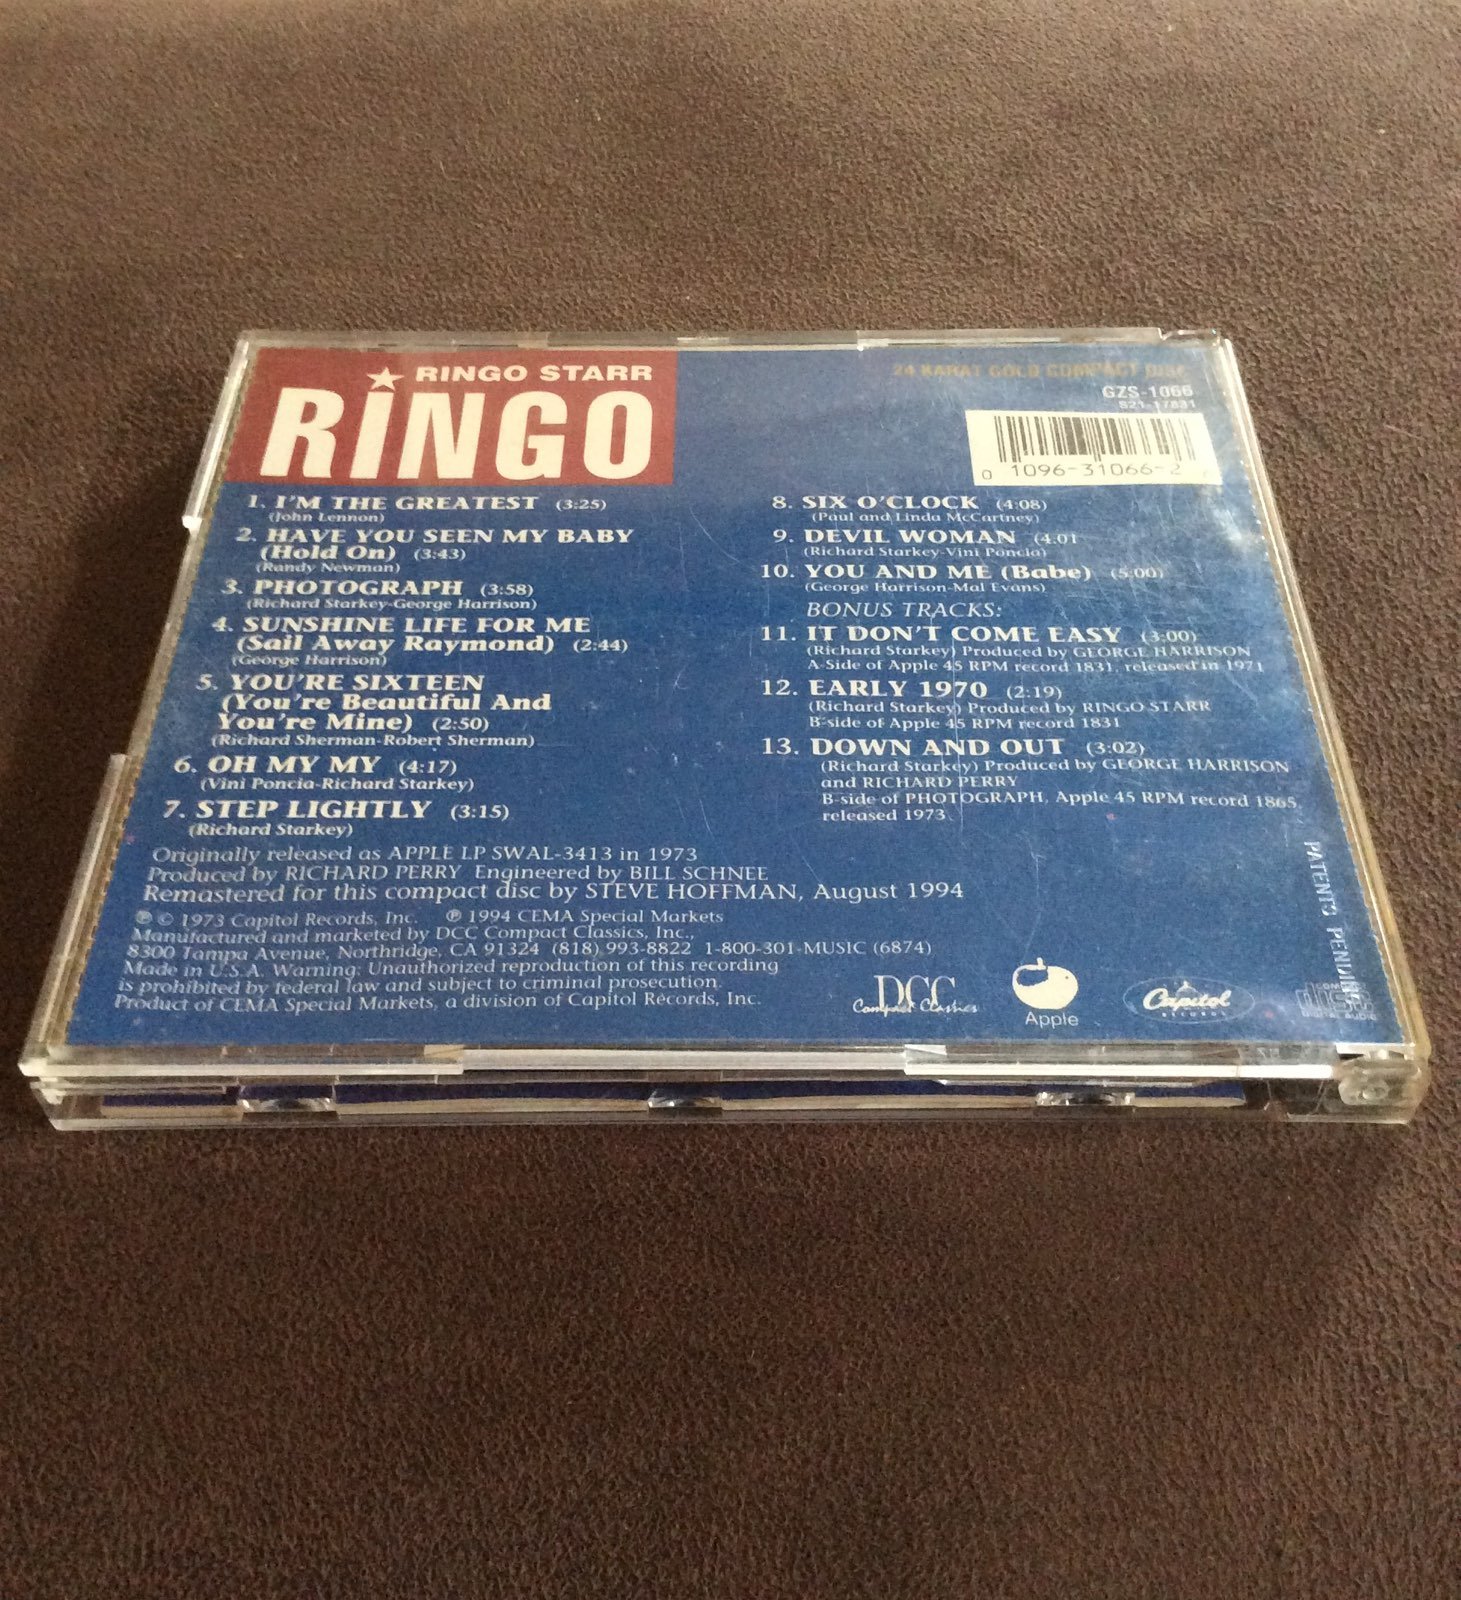 ★ RINGO STARR
RINGO
24 KARAT GOLD COMPACT DISC
GZS-1066
S21-17831
0 1096-31066-2 7
1. I'M THE GREATEST (3:25)
(John Lennon)
2. HAVE YOU SEEN MY BABY
(Hold On) (3:43)
(Randy Newman)
3. PHOTOGRAPH (3:58)
(Richard Starkey-George Harrison)
4. SUNSHINE LIFE FOR ME
(Sail Away Raymond) (2:44)
(George Harrison)
5. YOU'RE SIXTEEN
(You're Beautiful And
You're Mine) (2:50)
(Richard Sherman-Robert Sherman)
6. OH MY MY (4:17)
(Vini Poncia-Richard Starkey)
7. STEP LIGHTLY (3:15)
(Richard Starkey)
8. SIX O'CLOCK (4:08)
(Paul and Linda McCartney)
9. DEVIL WOMAN (4:01
(Richard Starkey-Vini Poncia)
10. YOU AND ME (Babe) (5:00)
(George Harrison-Mal Evans)
BONUS TRACKS:
11. IT DON'T COME EASY (3:00)
(Richard Starkey) Produced by GEORGE HARRISON
A-Side of Apple 45 RPM record 1831, released in 1971
12. EARLY 1970 (2:19)
(Richard Starkey) Produced by RINGO STARR
B-side of Apple 45 RPM record 1831
13. DOWN AND OUT (3:02)
(Richard Starkey) Produced by GEORGE HARRISON
and RICHARD PERRY
B-side of PHOTOGRAPH, Apple 45 RPM record 1865,
released 1973.
Originally released as APPLE LP SWAL-3413 in 1973
Produced by RICHARD PERRY Engineered by BILL SCHNEE
Remastered for this compact disc by STEVE HOFFMAN, August 1994
℗ © 1973 Capitol Records, Inc. ℗ 1994 CEMA Special Markets
Manufactured and marketed by DCC Compact Classics, Inc.,
8300 Tampa Avenue, Northridge, CA 91324 (818) 993-8822 1-800-301-MUSIC (6874)
Made in U.S.A. Warning: Unauthorized reproduction of this recording
is prohibited by federal law and subject to criminal prosecution.
Product of CEMA Special Markets, a division of Capitol Records, Inc.
DCC
Compact Classics
Apple
Capitol
RECORDS
COMPACT
disc
DIGITAL AUDIO
PATENTS PENDING